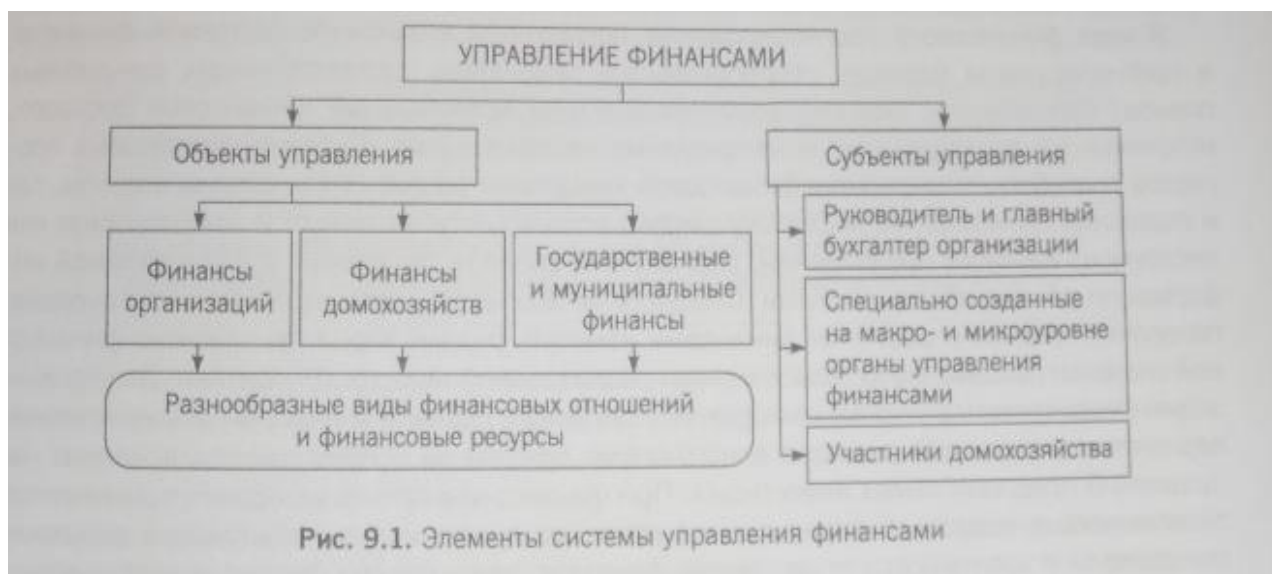 УПРАВЛЕНИЕ ФИНАНСАМИ
Объекты управления
Финансы
организаций
Финансы
домохозяйств
Государственные
и муниципальные
финансы
Разнообразные виды финансовых отношений
и финансовые ресурсы
Субъекты управления
Руководитель и главный
бухгалтер организации
Специально созданные
на макро- и микроуровне
органы управления
финансами
Участники домохозяйства
Рис. 9.1. Элементы системы управления финансами